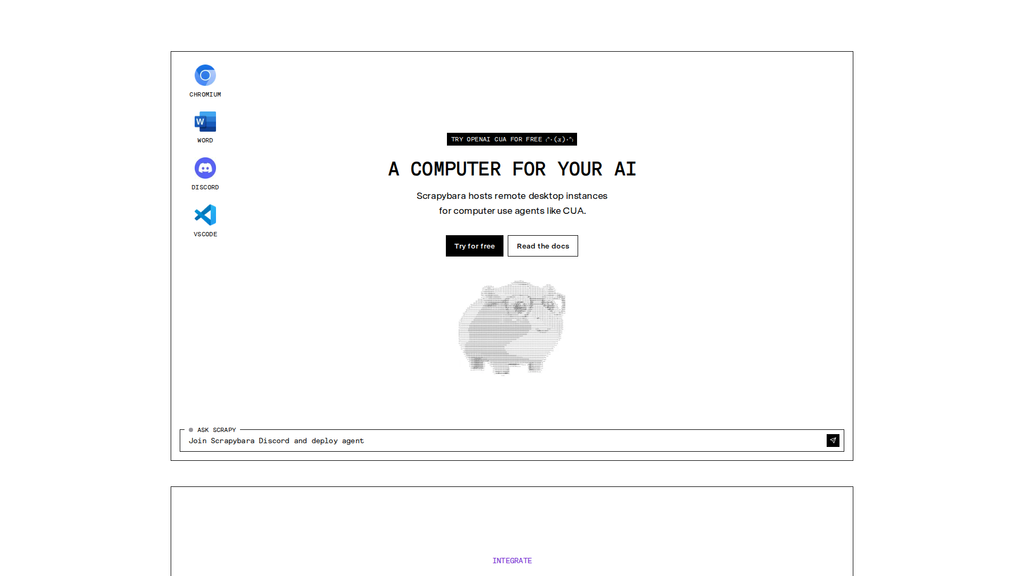 CHROMIUM
WORD
DISCORD
VSCODE
TRY OPENAI CUA FOR FREE
A COMPUTER FOR YOUR AI
Scrapybara hosts remote desktop instances
for computer use agents like CUA.
Try for free
Read the docs
ASK SCRAPY
Join Scrapybara Discord and deploy agent
INTEGRATE